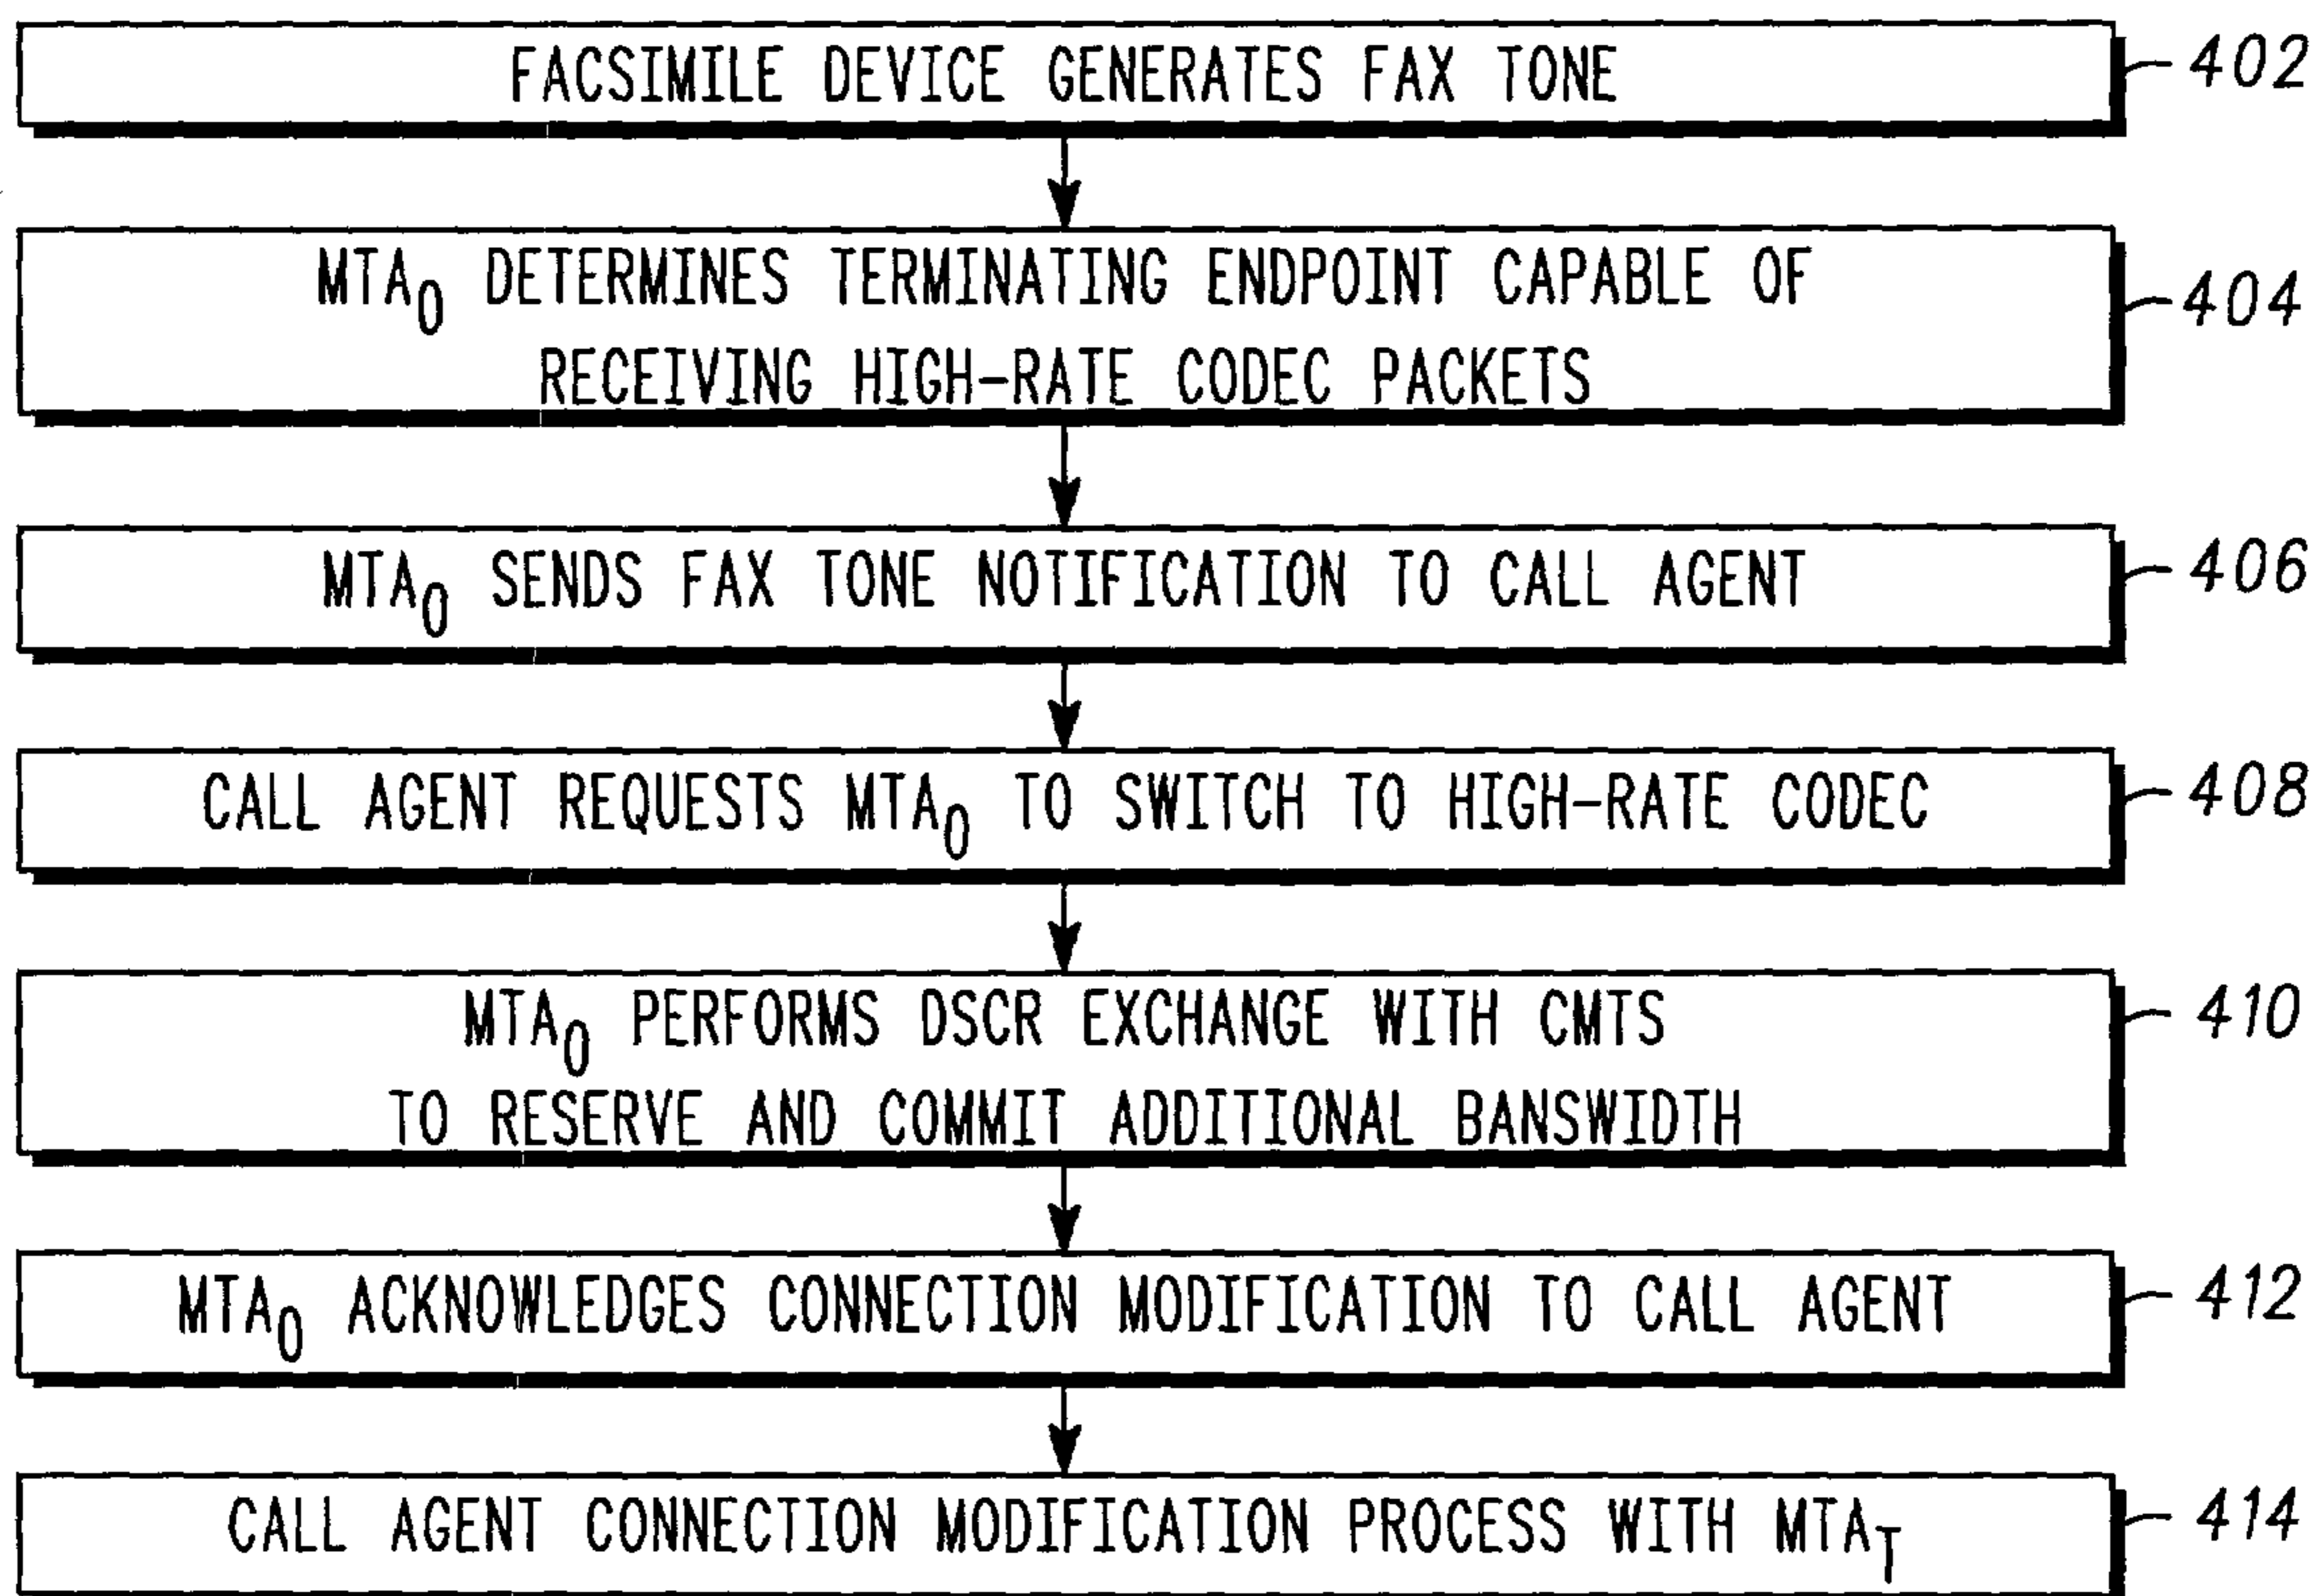 FACSIMILE DEVICE GENERATES FAX TONE 402
MTA0 DETERMINES TERMINATING ENDPOINT CAPABLE OF
RECEIVING HIGH-RATE CODEC PACKETS 404
MTA0 SENDS FAX TONE NOTIFICATION TO CALL AGENT 406
CALL AGENT REQUESTS MTA0 TO SWITCH TO HIGH-RATE CODEC 408
MTA0 PERFORMS DSCR EXCHANGE WITH CMTS
TO RESERVE AND COMMIT ADDITIONAL BANSWIDTH 410
MTA0 ACKNOWLEDGES CONNECTION MODIFICATION TO CALL AGENT 412
CALL AGENT CONNECTION MODIFICATION PROCESS WITH MTAT 414